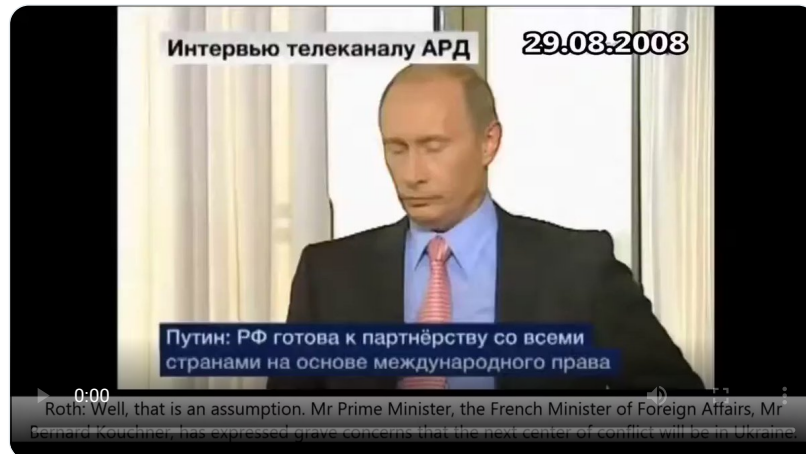 Интервью телеканалу АРД
29.08.2008
Путин: РФ готова к партнёрству со всеми
странами на основе международного права
0:00
Roth: Well, that is an assumption. Mr Prime Minister, the French Minister of Foreign Affairs, Mr
Bernard Kouchner, has expressed grave concerns that the next center of conflict will be in Ukraine.